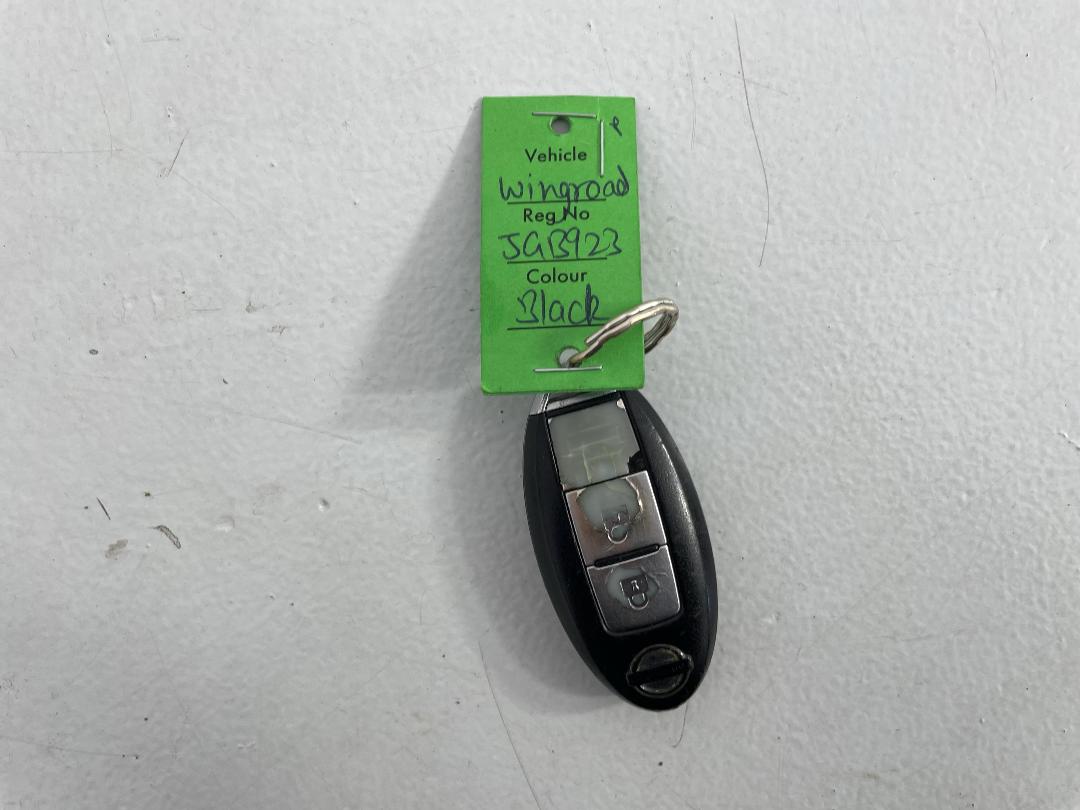 Vehicle
Wingroad
Reg No
JGB923
Colour
Black